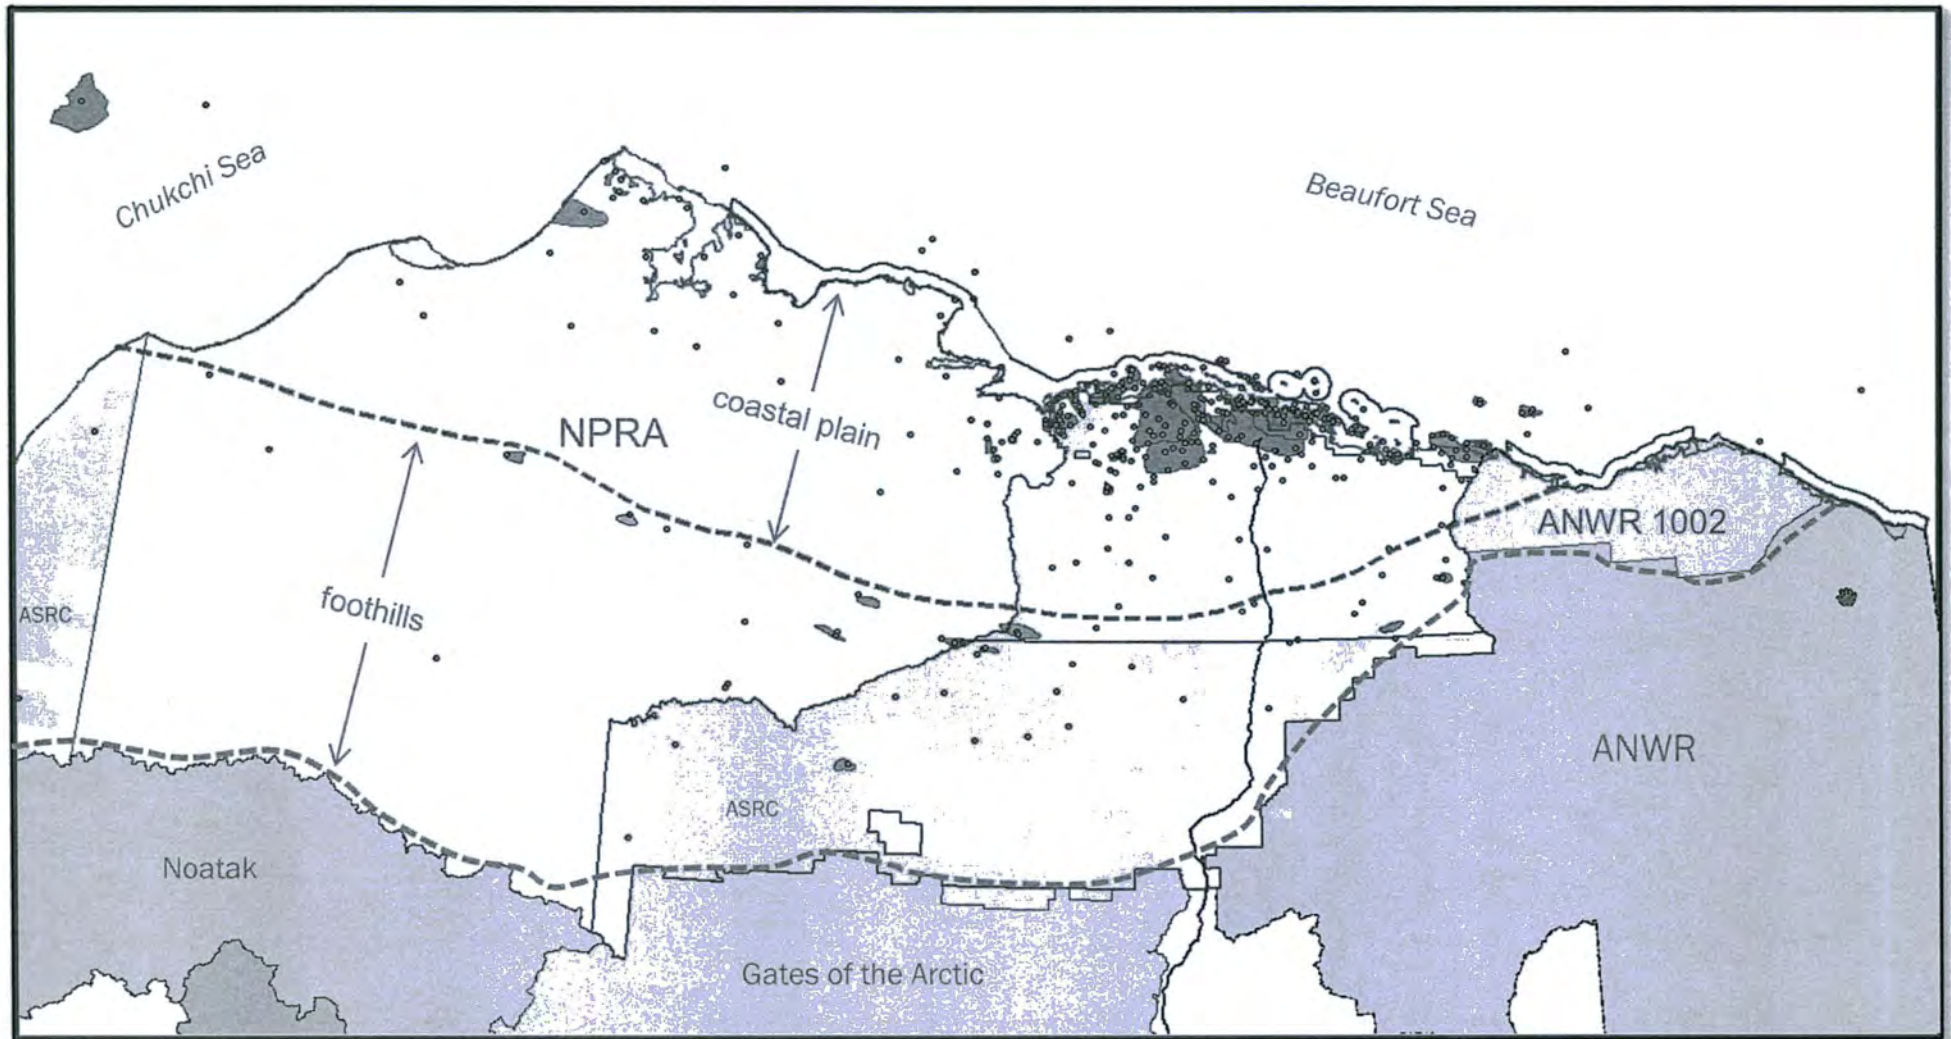 Chukchi Sea
Beaufort Sea
NPRA
coastal plain
foothills
ANWR 1002
ASRC
ANWR
ASRC
Noatak
Gates of the Arctic